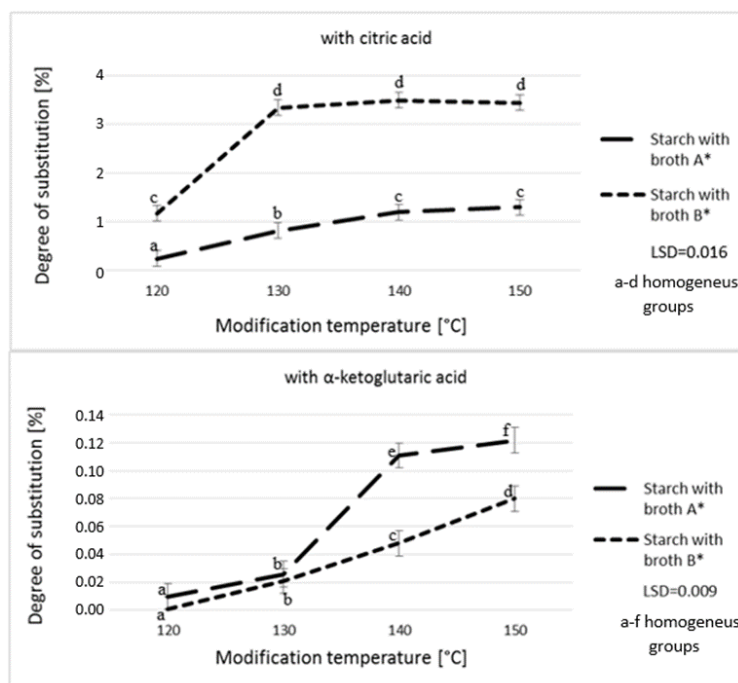 with citric acid
Degree of substitution [%]
4
3
2
1
0
c
d
d
d
a
b
c
c
120
130
140
150
Modification temperature [°C]
Starch with
broth A*
Starch with
broth B*
LSD=0.016
a-d homogeneus
groups
with α-ketoglutaric acid
Degree of substitution [%]
0.14
0.12
0.10
0.08
0.06
0.04
0.02
0.00
a
b
e
f
a
b
c
d
120
130
140
150
Modification temperature [°C]
Starch with
broth A*
Starch with
broth B*
LSD=0.009
a-f homogeneus
groups